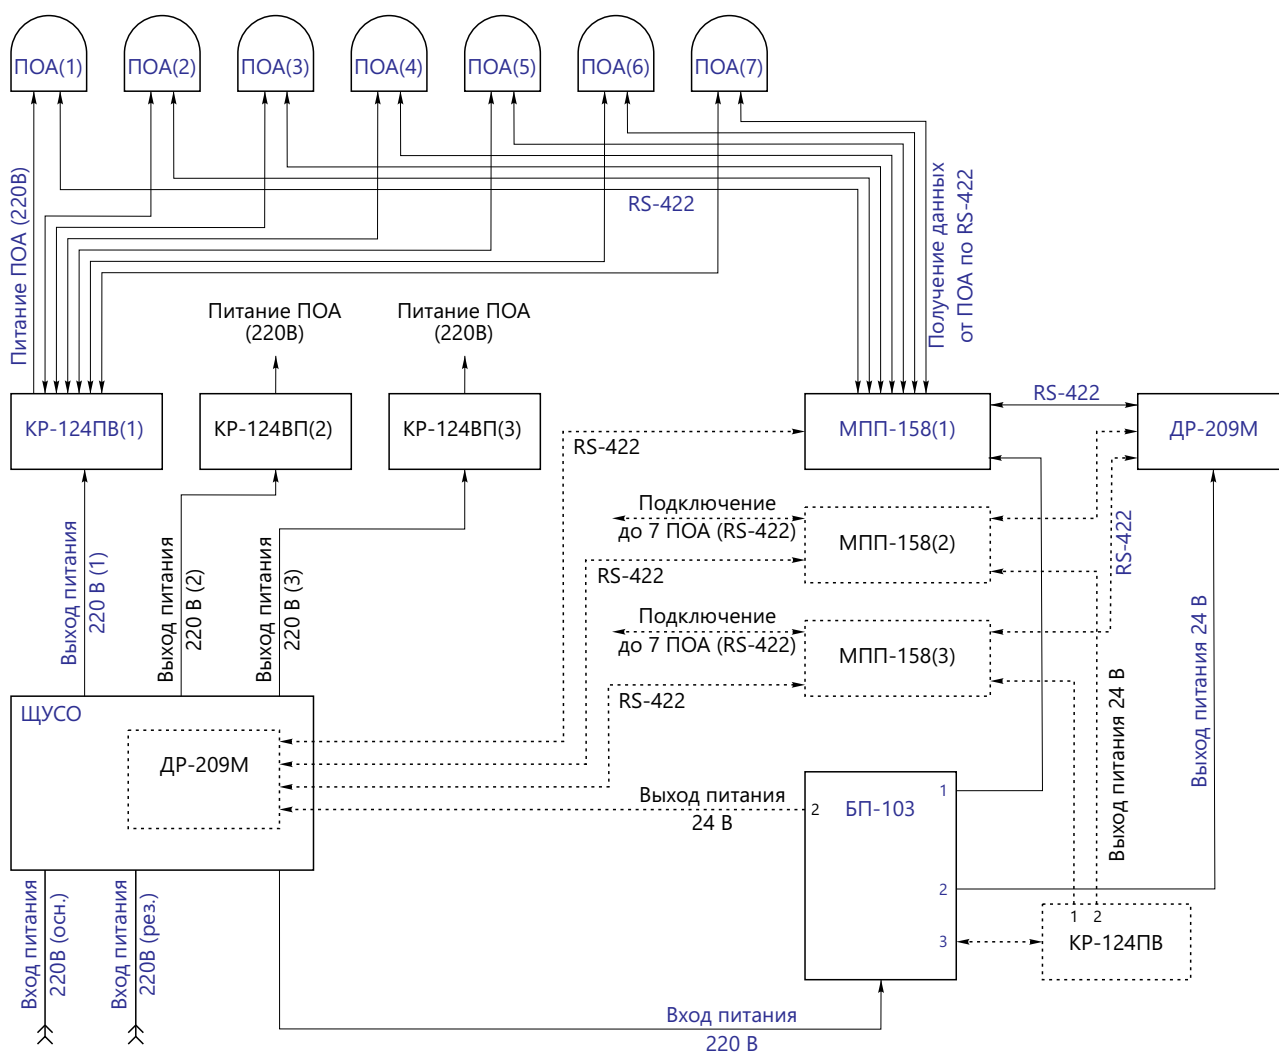 ПОА(1)
ПОА(2)
ПОА(3)
ПОА(4)
ПОА(5)
ПОА(6)
ПОА(7)
Питание ПОА (220В)
RS-422
Получение данных
от ПОА по RS-422
Питание ПОА
(220В)
Питание ПОА
(220В)
КР-124ПВ(1)
КР-124ВП(2)
КР-124ВП(3)
RS-422
МПП-158(1)
RS-422
ДР-209М
Подключение
до 7 ПОА (RS-422)
МПП-158(2)
RS-422
RS-422
Подключение
до 7 ПОА (RS-422)
МПП-158(3)
RS-422
Выход питания
220 В (1)
Выход питания
220 В (2)
Выход питания
220 В (3)
Выход питания 24 В
Выход питания 24 В
ЩУСО
ДР-209М
Выход питания
24 В
2
БП-103
1
2
3
1
2
КР-124ПВ
Вход питания
220В (осн.)
Вход питания
220В (рез.)
Вход питания
220 В